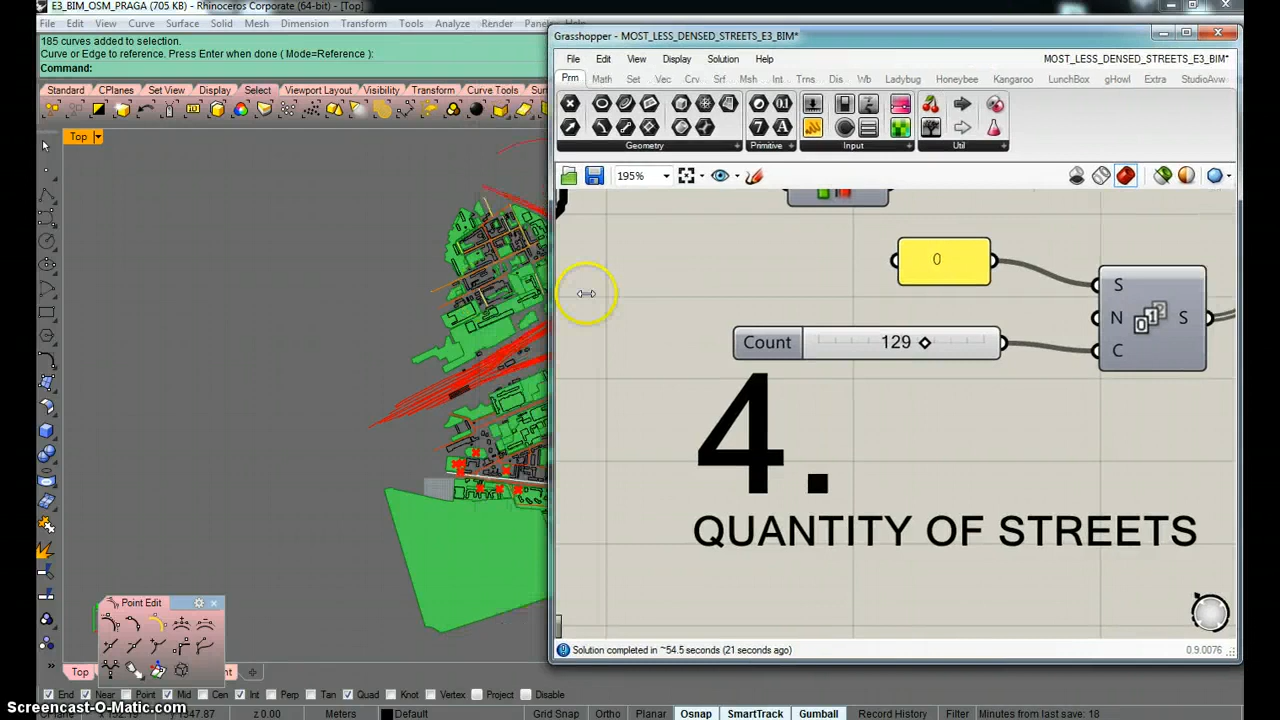 E3_BIM_OSM_PRAGA (705 KB) - Rhinoceros Corporate (64-bit) - [Top]
File Edit View Curve Surface Solid Mesh Dimension Transform Tools Analyze Render
185 curves added to selection.
Curve or Edge to reference. Press Enter when done ( Mode=Reference ):
Command:
Standard CPlanes Set View Display Select Viewport Layout Visibility Transform Curve Tools
Top
Grasshopper - MOST_LESS_DENSED_STREETS_E3_BIM*
File Edit View Display Solution Help
MOST_LESS_DENSED_STREETS_E3_BIM*
Prm Math Set Vec Crv Srf Msh Int Trns Dis Wb Ladybug Honeybee Kangaroo LunchBox gHowl Extra StudioAvw
Geometry Primitive Input Util
195%
0
S
N S
C
Count 129
4.
QUANTITY OF STREETS
Solution completed in ~54.5 seconds (21 seconds ago)
0.9.0076
Point Edit
Top
End Near Point Mid Cen Int Perp Tan Quad Knot Vertex Project Disable
Screencast-O-Matic.com
z 0.00 Meters Default Grid Snap Ortho Planar Osnap SmartTrack Gumball Record History Filter Minutes from last save: 18